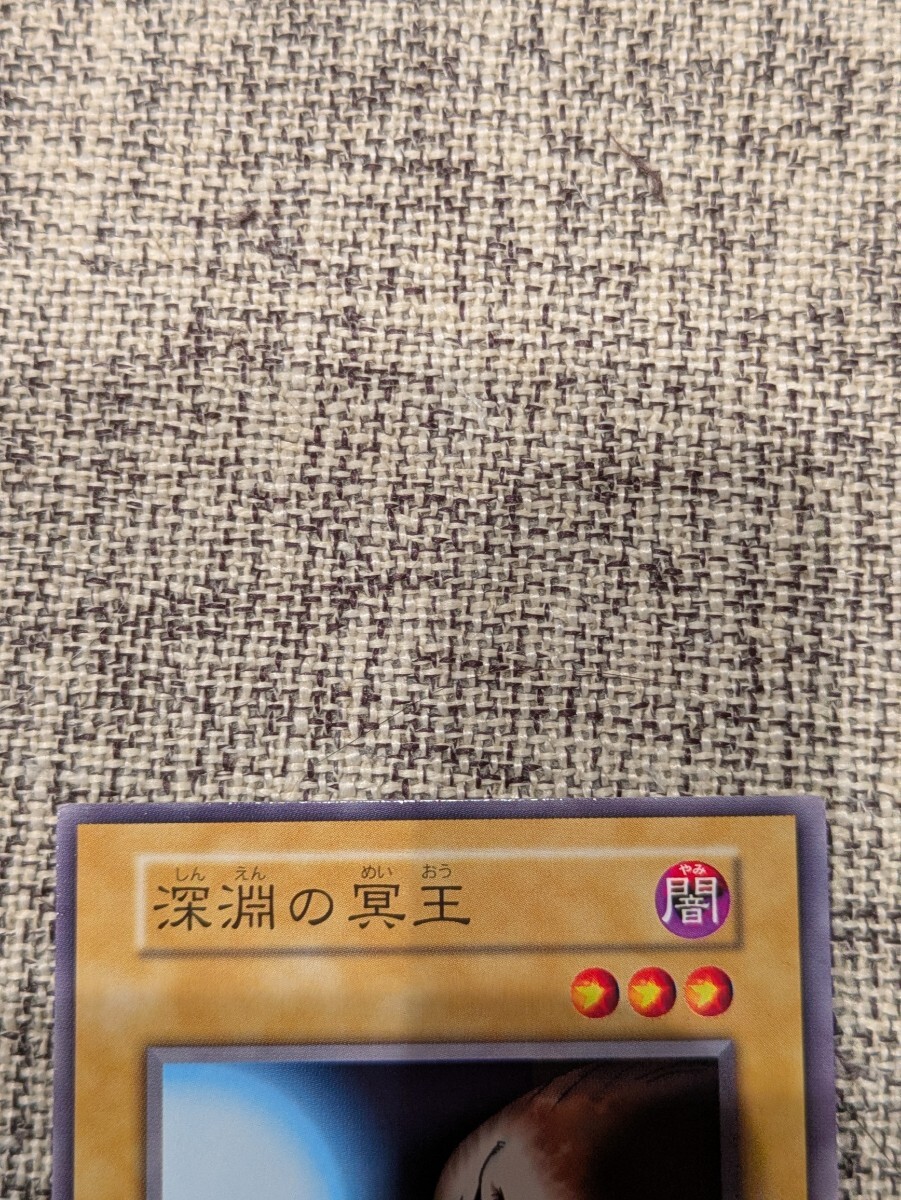 しん えん めい おう
深淵の冥王
やみ
闇